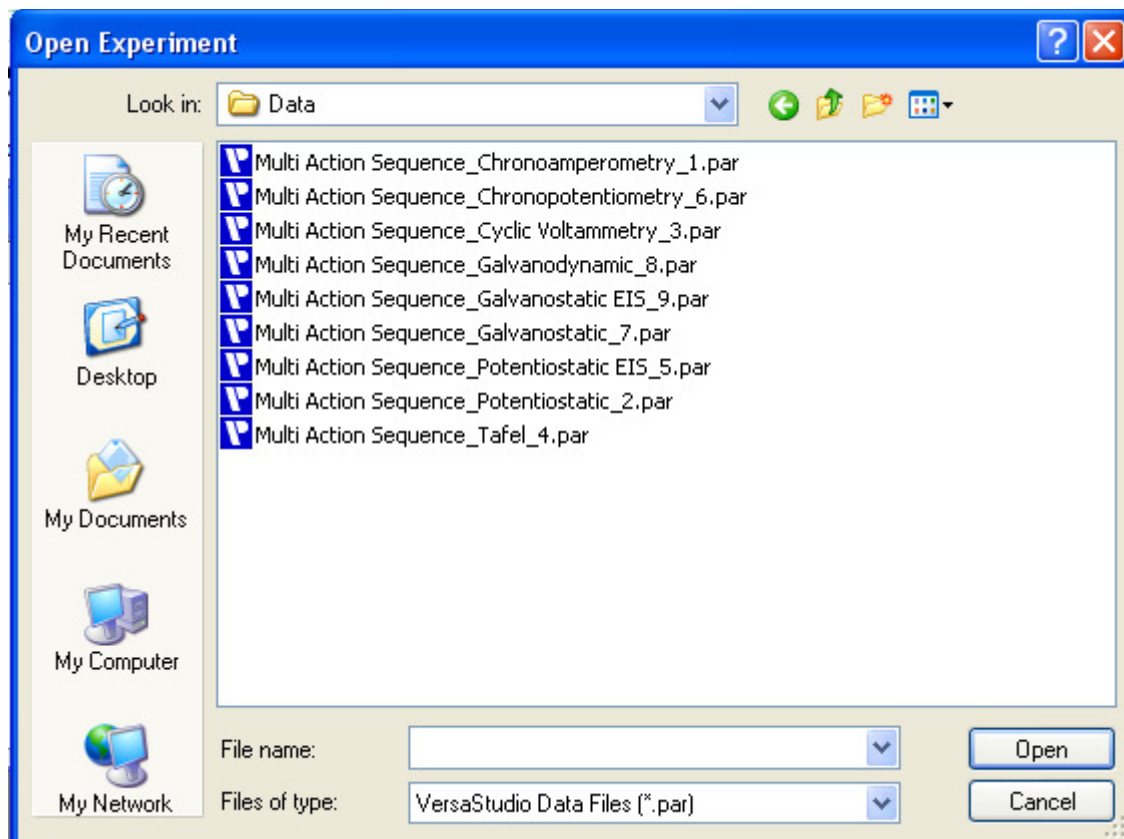 Open Experiment
Look in: Data
Multi Action Sequence_Chronoamperometry_1.par
Multi Action Sequence_Chronopotentiometry_6.par
Multi Action Sequence_Cyclic Voltammetry_3.par
Multi Action Sequence_Galvanodynamic_8.par
Multi Action Sequence_Galvanostatic EIS_9.par
Multi Action Sequence_Galvanostatic_7.par
Multi Action Sequence_Potentiostatic EIS_5.par
Multi Action Sequence_Potentiostatic_2.par
Multi Action Sequence_Tafel_4.par
My Recent
Documents
Desktop
My Documents
My Computer
My Network
File name:
Open
Files of type: VersaStudio Data Files (*.par)
Cancel